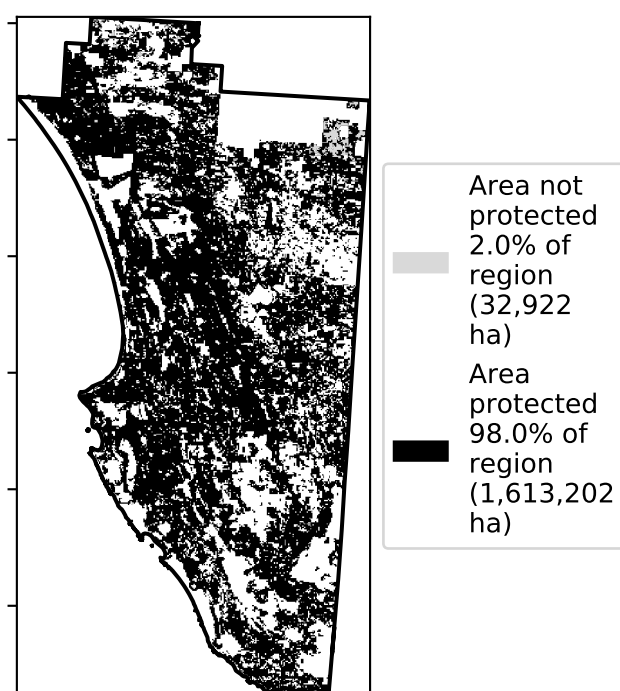 Area not
protected
2.0% of
region
(32,922
ha)
Area
protected
98.0% of
region
(1,613,202
ha)